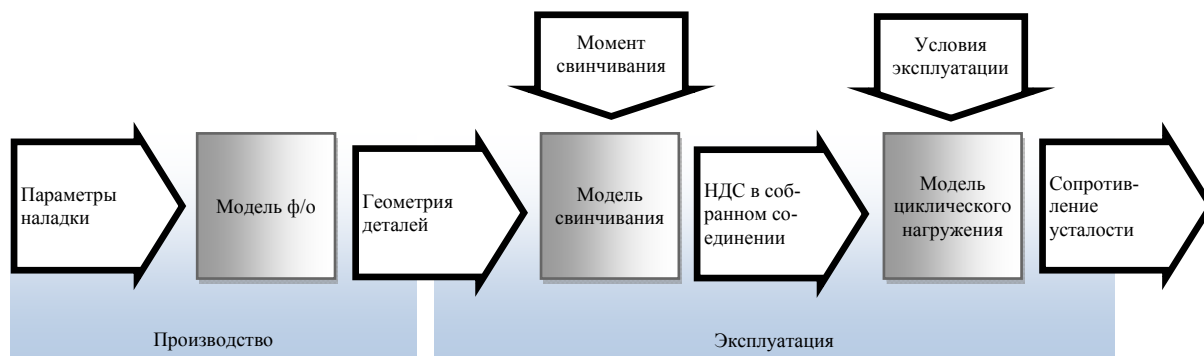 Момент
свинчивания
Условия
эксплуатации
Параметры
наладки
Модель ф/о
Геометрия
деталей
Модель
свинчивания
НДС в соб-
ранном со-
единении
Модель
циклического
нагружения
Сопротив-
ление
усталости
Производство
Эксплуатация